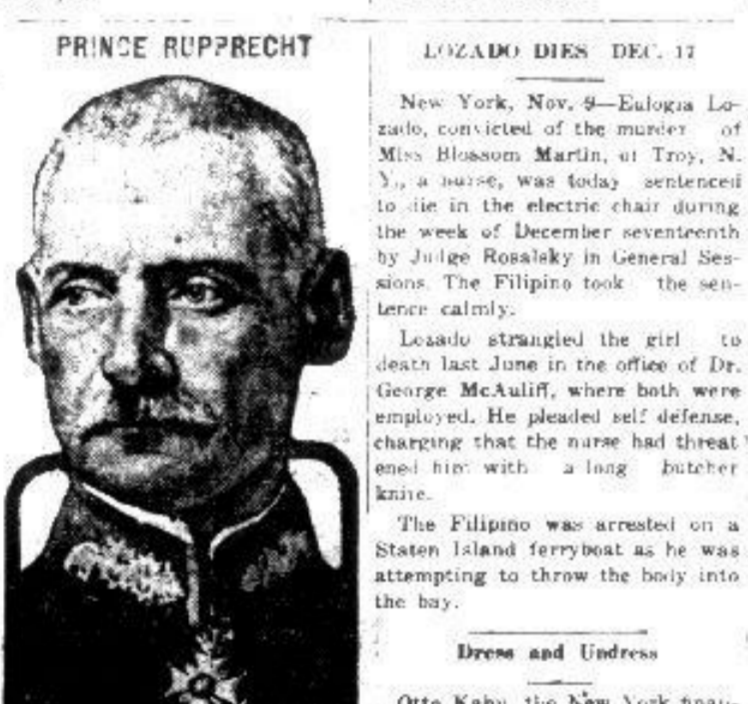 PRINCE RUPPRECHT
LOZADO DIES DEC. 17
New York, Nov. 9—Eulogia Lo-
zado, convicted of the murder of
Miss Blossom Martin, of Troy, N.
Y., a nurse, was today sentenced
to die in the electric chair during
the week of December seventeenth
by Judge Rosalsky in General Ses-
sions. The Filipino took the sen-
tence calmly.
Lozado strangled the girl to
death last June in the office of Dr.
George McAuliff, where both were
employed. He pleaded self defense,
charging that the nurse had threat
ened him with a long butcher
knife.
The Filipino was arrested on a
Staten Island ferryboat as he was
attempting to throw the body into
the bay.
Dress and Undress
Otto Kahn, the New York